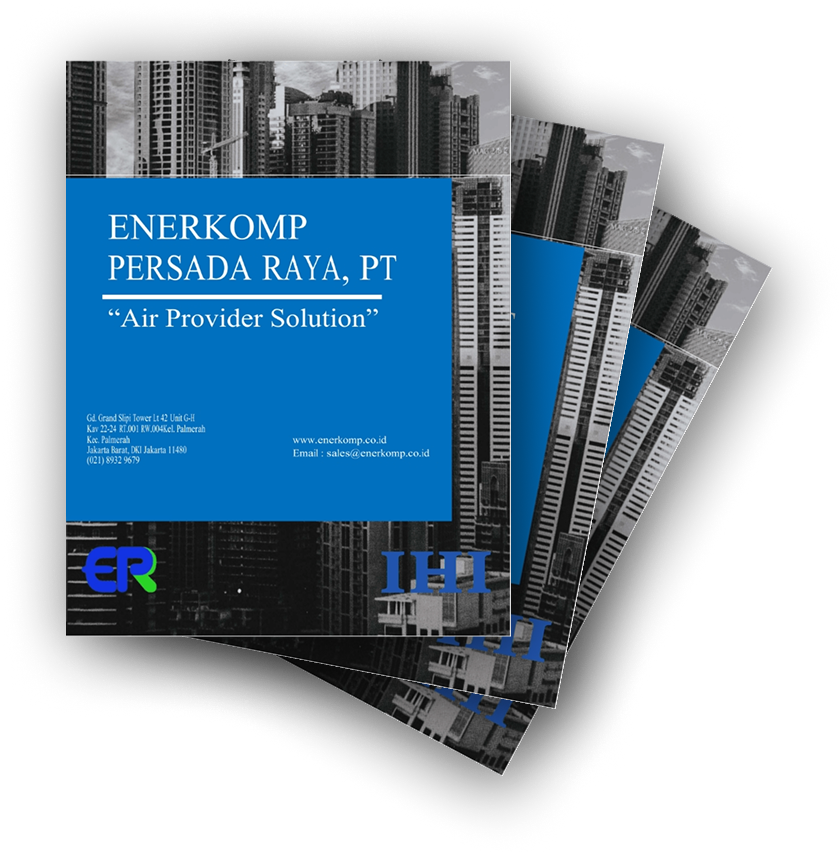 ENERKOMP
PERSADA RAYA, PT
“Air Provider Solution”
Gd. Grand Slipi Tower Lt 42 Unit G-H
Kav 22-24 RT.001 RW.004Kel. Palmerah
Kec. Palmerah
Jakarta Barat, DKI Jakarta 11480
(021) 8932 9679
www.enerkomp.co.id
Email : sales@enerkomp.co.id
ER
IHI
IHI
IHI